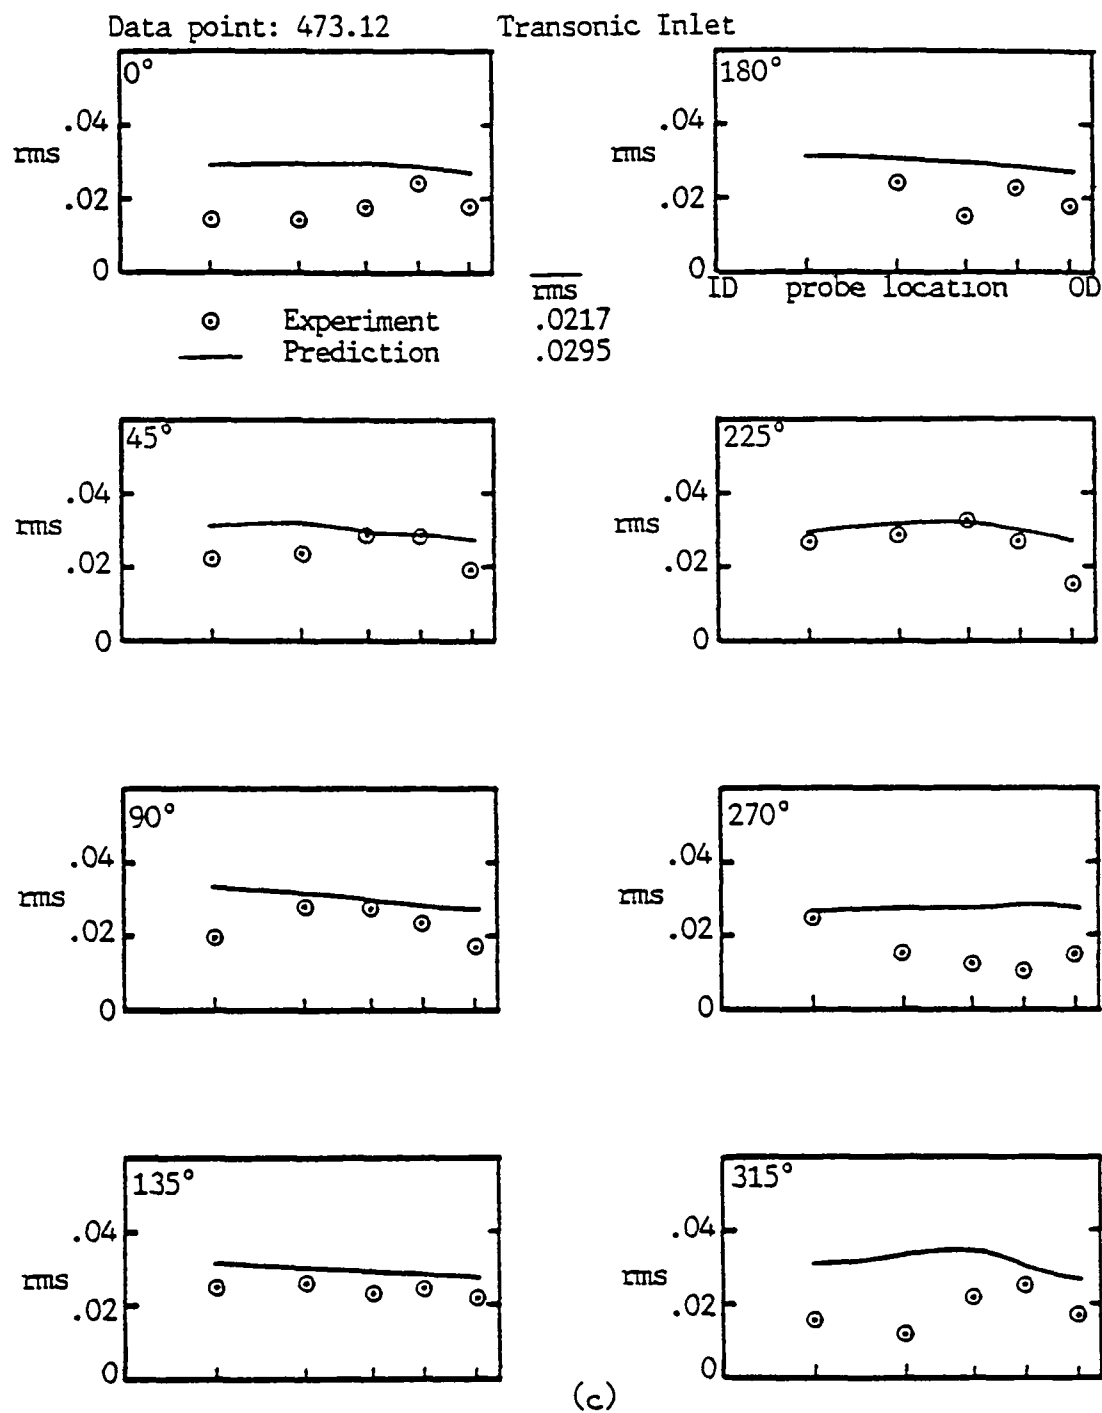 Data point: 473.12 Transonic Inlet
0°
.04
rms
.02
0
180°
.04
rms
.02
0
ID probe location OD
rms
Experiment .0217
Prediction .0295
45°
.04
rms
.02
0
225°
.04
rms
.02
0
90°
.04
rms
.02
0
270°
.04
rms
.02
0
135°
.04
rms
.02
0
315°
.04
rms
.02
0
(c)